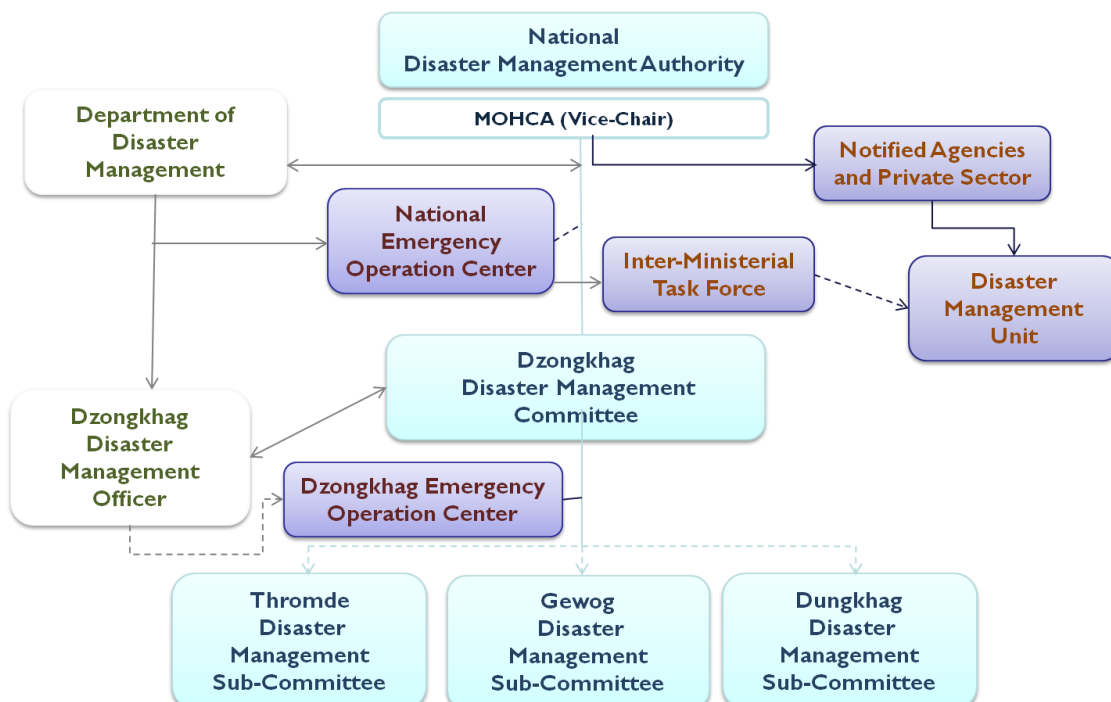 National
Disaster Management Authority
MOHCA (Vice-Chair)
Department of
Disaster
Management
Notified Agencies
and Private Sector
National
Emergency
Operation Center
Inter-Ministerial
Task Force
Disaster
Management
Unit
Dzongkhag
Disaster Management
Committee
Dzongkhag
Disaster
Management
Officer
Dzongkhag Emergency
Operation Center
Thromde
Disaster
Management
Sub-Committee
Gewog
Disaster
Management
Sub-Committee
Dungkhag
Disaster
Management
Sub-Committee